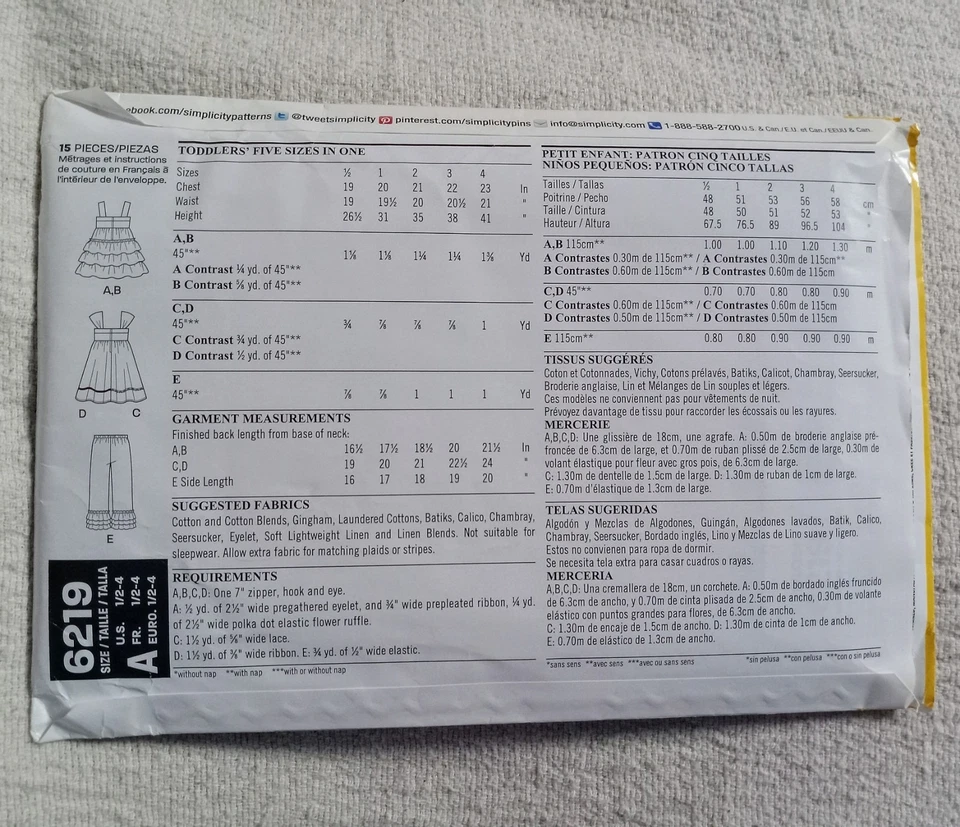 ebook.com/simplicitypatterns @tweetsimplicity pinterest.com/simplicitypins info@simplicity.com 1-888-588-2700 U.S. & Can./E.U. et Can./EEUU & Can.
15 PIECES/PIEZAS
Métrages et instructions
de couture en Français à
l'intérieur de l'enveloppe.
A,B
D C
E
6219
SIZE/TAILLE/TALLA
U.S. 1/2-4
FR. 1/2-4
EURO. 1/2-4
A
TODDLERS' FIVE SIZES IN ONE
Sizes ½ 1 2 3 4
Chest 19 20 21 22 23 In
Waist 19 19½ 20 20½ 21 "
Height 26½ 31 35 38 41 "
A,B
45"** 1⅛ 1⅛ 1¼ 1¼ 1⅜ Yd
A Contrast ¼ yd. of 45"**
B Contrast ⅝ yd. of 45"**
C,D
45"** ¾ ⅞ ⅞ ⅞ 1 Yd
C Contrast ¾ yd. of 45"**
D Contrast ½ yd. of 45"**
E
45"** ⅞ ⅞ 1 1 1 Yd
GARMENT MEASUREMENTS
Finished back length from base of neck:
A,B 16½ 17½ 18½ 20 21½ In
C,D 19 20 21 22½ 24 "
E Side Length 16 17 18 19 20 "
SUGGESTED FABRICS
Cotton and Cotton Blends, Gingham, Laundered Cottons, Batiks, Calico, Chambray,
Seersucker, Eyelet, Soft Lightweight Linen and Linen Blends. Not suitable for
sleepwear. Allow extra fabric for matching plaids or stripes.
REQUIREMENTS
A,B,C,D: One 7" zipper, hook and eye.
A: ½ yd. of 2½" wide pregathered eyelet, and ¾" wide prepleated ribbon, ¼ yd.
of 2½" wide polka dot elastic flower ruffle.
C: 1½ yd. of ⅝" wide lace.
D: 1½ yd. of ⅜" wide ribbon. E: ¾ yd. of ½" wide elastic.
*without nap **with nap ***with or without nap
PETIT ENFANT: PATRON CINQ TAILLES
NIÑOS PEQUEÑOS: PATRÓN CINCO TALLAS
Tailles / Tallas ½ 1 2 3 4
Poitrine / Pecho 48 51 53 56 58 cm
Taille / Cintura 48 50 51 52 53 "
Hauteur / Altura 67.5 76.5 89 96.5 104 "
A,B 115cm** 1.00 1.00 1.10 1.20 1.30 m
A Contrastes 0.30m de 115cm** / A Contrastes 0.30m de 115cm**
B Contrastes 0.60m de 115cm** / B Contrastes 0.60m de 115cm
C,D 45"** 0.70 0.70 0.80 0.80 0.90 m
C Contrastes 0.60m de 115cm** / C Contrastes 0.60m de 115cm
D Contrastes 0.50m de 115cm** / D Contrastes 0.50m de 115cm
E 115cm** 0.80 0.80 0.90 0.90 0.90 m
TISSUS SUGGÉRÉS
Coton et Cotonnades, Vichy, Cotons prélavés, Batiks, Calicot, Chambray, Seersucker,
Broderie anglaise, Lin et Mélanges de Lin souples et légers.
Ces modèles ne conviennent pas pour vêtements de nuit.
Prévoyez davantage de tissu pour raccorder les écossais ou les rayures.
MERCERIE
A,B,C,D: Une glissière de 18cm, une agrafe. A: 0.50m de broderie anglaise pré-
froncée de 6.3cm de large, et 0.70m de ruban plissé de 2.5cm de large, 0.30m de
volant élastique pour fleur avec gros pois, de 6.3cm de large.
C: 1.30m de dentelle de 1.5cm de large. D: 1.30m de ruban de 1cm de large.
E: 0.70m d'élastique de 1.3cm de large.
TELAS SUGERIDAS
Algodón y Mezclas de Algodones, Guingán, Algodones lavados, Batik, Calico,
Chambray, Seersucker, Bordado inglés, Lino y Mezclas de Lino suave y ligero.
Estos no convienen para ropa de dormir.
Se necesita tela extra para casar cuadros o rayas.
MERCERIA
A,B,C,D: Una cremallera de 18cm, un corchete. A: 0.50m de bordado inglés fruncido
de 6.3cm de ancho, y 0.70m de cinta plisada de 2.5cm de ancho, 0.30m de volante
elástico con puntos grandes para flores, de 6.3cm de ancho.
C: 1.30m de encaje de 1.5cm de ancho. D: 1.30m de cinta de 1cm de ancho.
E: 0.70m de elástico de 1.3cm de ancho.
*sans sens **avec sens ***avec ou sans sens *sin pelusa **con pelusa ***con o sin pelusa